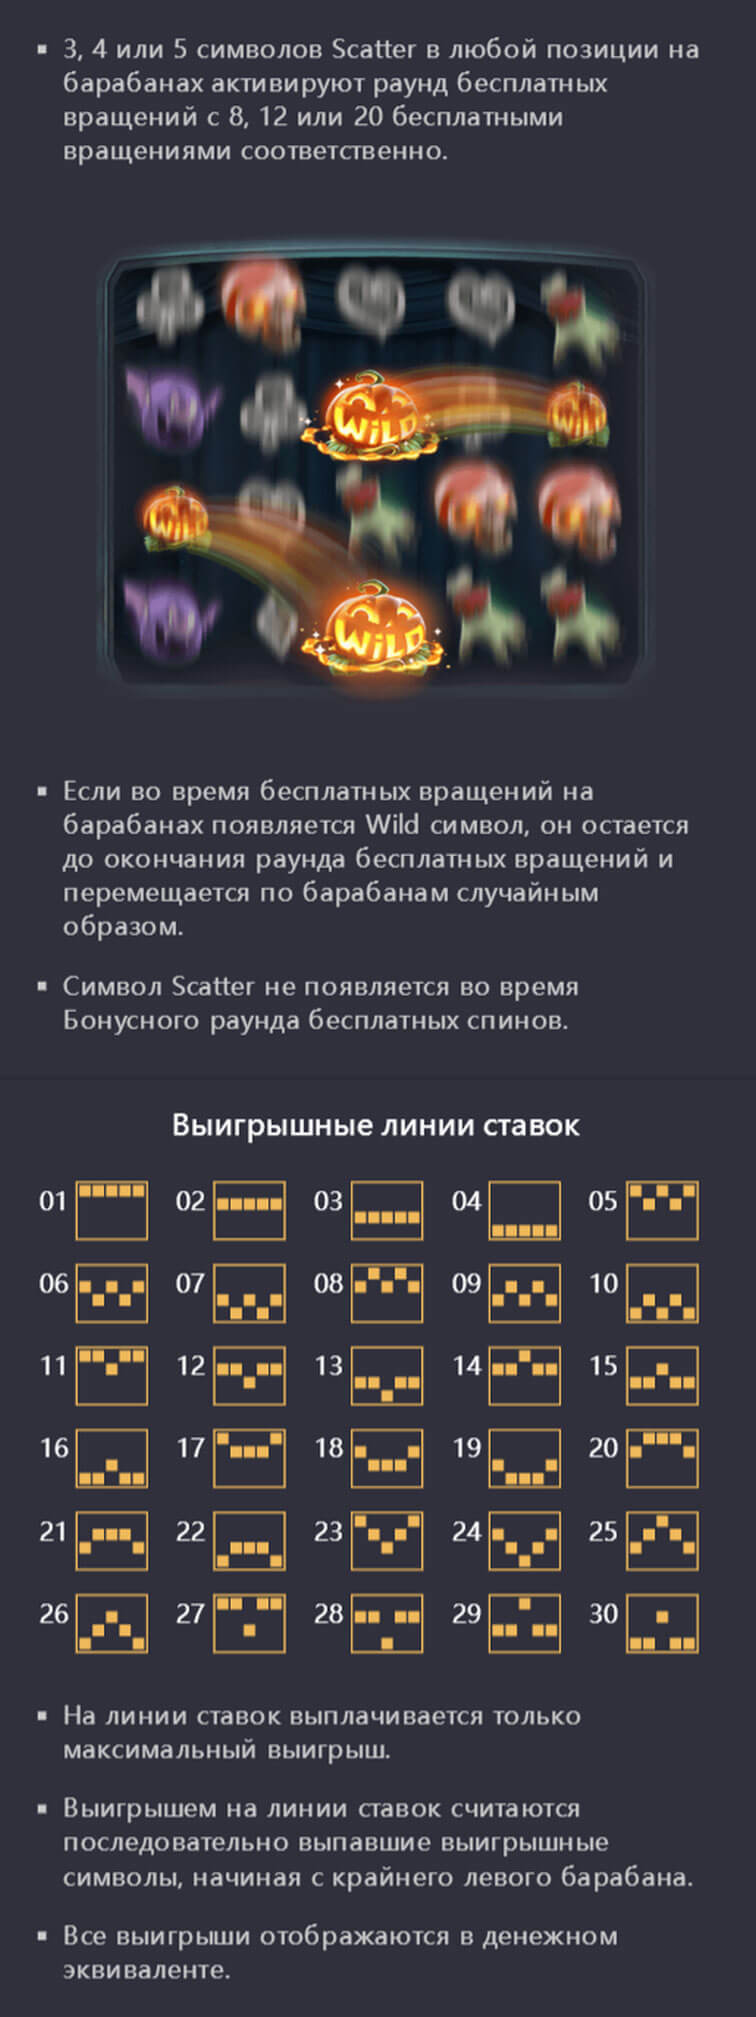 3, 4 или 5 символов Scatter в любой позиции на
барабанах активируют раунд бесплатных
вращений с 8, 12 или 20 бесплатными
вращениями соответственно.
WILD
WILD
WILD
WILD
Если во время бесплатных вращений на
барабанах появляется Wild символ, он остается
до окончания раунда бесплатных вращений и
перемещается по барабанам случайным
образом.
Символ Scatter не появляется во время
Бонусного раунда бесплатных спинов.
Выигрышные линии ставок
01 02 03 04 05
06 07 08 09 10
11 12 13 14 15
16 17 18 19 20
21 22 23 24 25
26 27 28 29 30
На линии ставок выплачивается только
максимальный выигрыш.
Выигрышем на линии ставок считаются
последовательно выпавшие выигрышные
символы, начиная с крайнего левого барабана.
Все выигрыши отображаются в денежном
эквиваленте.